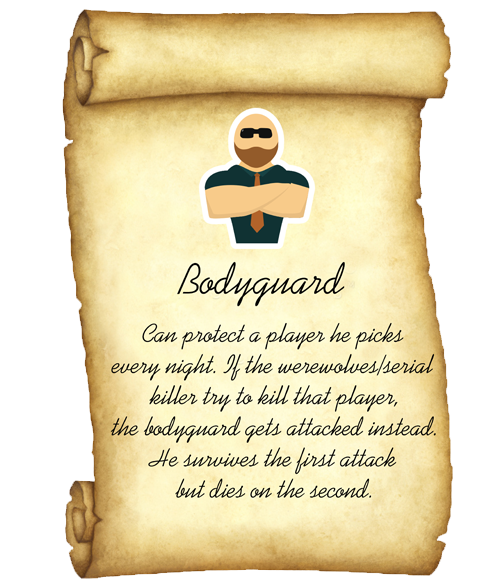 Bodyguard
Can protect a player he picks
every night. If the werewolves/serial
killer try to kill that player,
the bodyguard gets attacked instead.
He survives the first attack
but dies on the second.